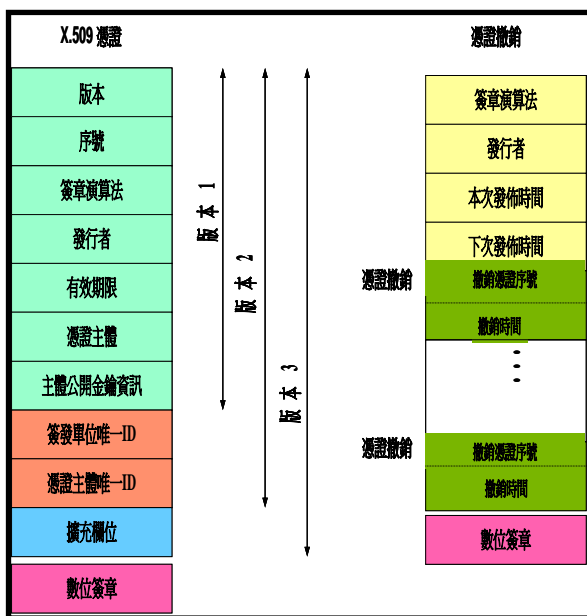 X.509 憑證
版本
序號
簽章演算法
發行者
有效期限
憑證主體
主體公開金鑰資訊
簽發單位唯一ID
憑證主體唯一ID
擴充欄位
數位簽章
版本 1
版本 2
版本 3
憑證撤銷
簽章演算法
發行者
本次發佈時間
下次發佈時間
憑證撤銷
撤銷憑證序號
撤銷時間
憑證撤銷
撤銷憑證序號
撤銷時間
數位簽章